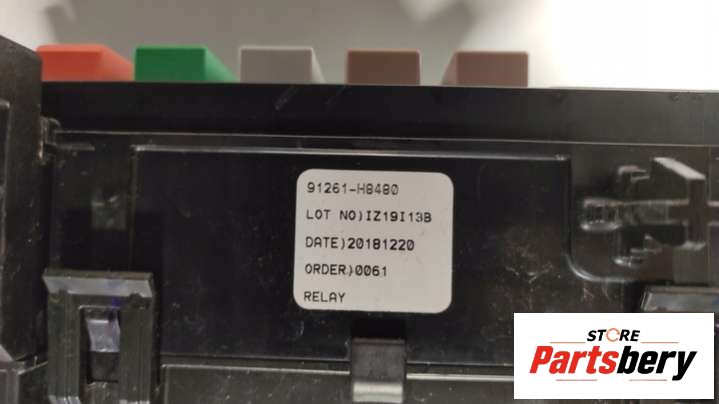 91261-H8480
LOT NO)IZ19I13B
DATE)20181220
ORDER)0061
RELAY
STORE
Partsbery